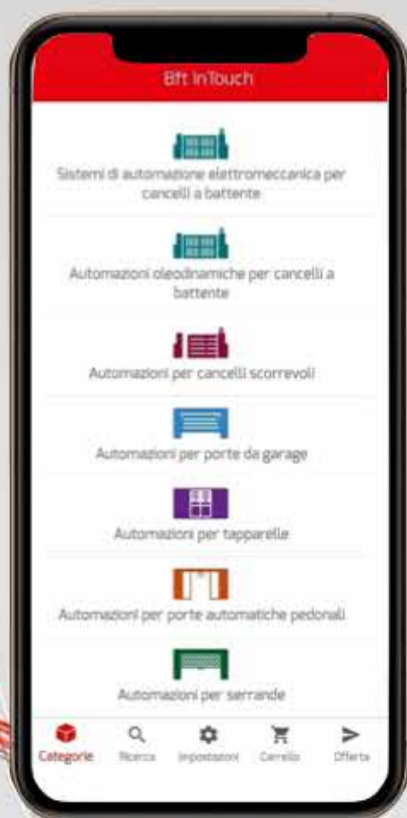 Bft InTouch
Sistemi di automazione elettromeccanica per
cancelli a battente
Automazioni oleodinamiche per cancelli a
battente
Automazioni per cancelli scorrevoli
Automazioni per porte da garage
Automazioni per tapparelle
Automazioni per porte automatiche pedonali
Automazioni per serrande
Categorie Ricerca Impostazioni Carrello Offerta